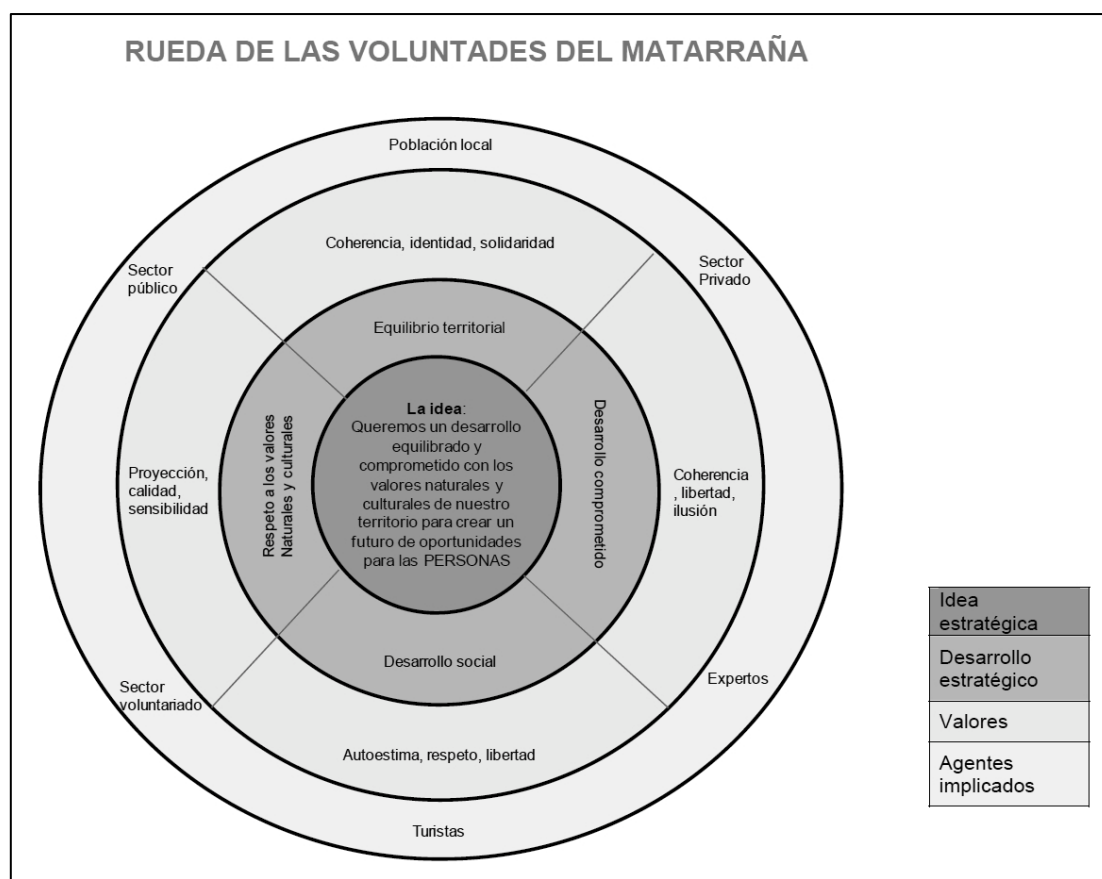 RUEDA DE LAS VOLUNTADES DEL MATARRAÑA
Población local
Coherencia, identidad, solidaridad
Sector
público
Sector
Privado
Equilibrio territorial
La idea:
Queremos un desarrollo
equilibrado y
comprometido con los
valores naturales y
culturales de nuestro
territorio para crear un
futuro de oportunidades
para las PERSONAS
Respeto a los valores
Naturales y culturales
Desarrollo comprometido
Proyección,
calidad,
sensibilidad
Coherencia
, libertad,
ilusión
Desarrollo social
Sector
voluntariado
Expertos
Autoestima, respeto, libertad
Turistas
Idea
estratégica
Desarrollo
estratégico
Valores
Agentes
implicados